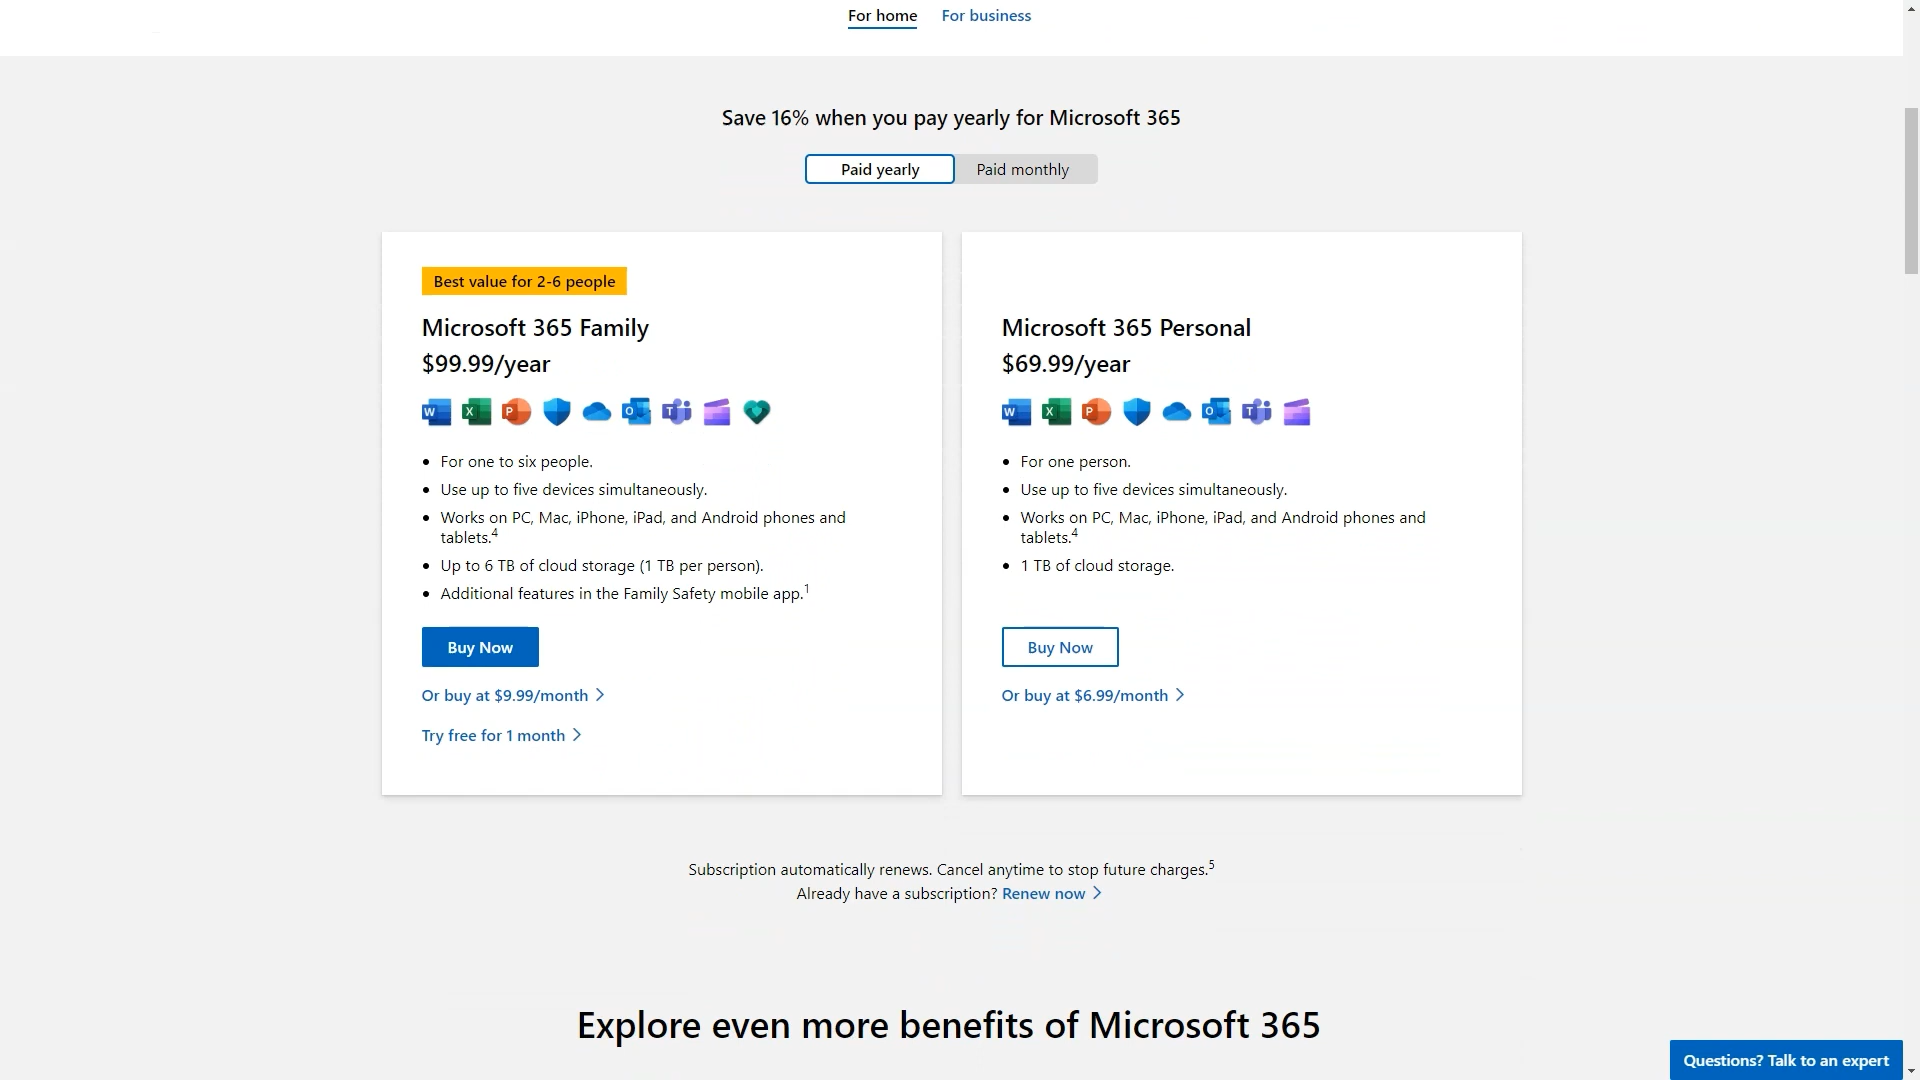 For home For business
Save 16% when you pay yearly for Microsoft 365
Paid yearly Paid monthly
Best value for 2-6 people
Microsoft 365 Family
$99.99/year
W X P O T
For one to six people.
Use up to five devices simultaneously.
Works on PC, Mac, iPhone, iPad, and Android phones and
tablets.4
Up to 6 TB of cloud storage (1 TB per person).
Additional features in the Family Safety mobile app.1
Buy Now
Or buy at $9.99/month
Try free for 1 month
Microsoft 365 Personal
$69.99/year
W X P O T
For one person.
Use up to five devices simultaneously.
Works on PC, Mac, iPhone, iPad, and Android phones and
tablets.4
1 TB of cloud storage.
Buy Now
Or buy at $6.99/month
Subscription automatically renews. Cancel anytime to stop future charges.5
Already have a subscription? Renew now
Explore even more benefits of Microsoft 365
Questions? Talk to an expert